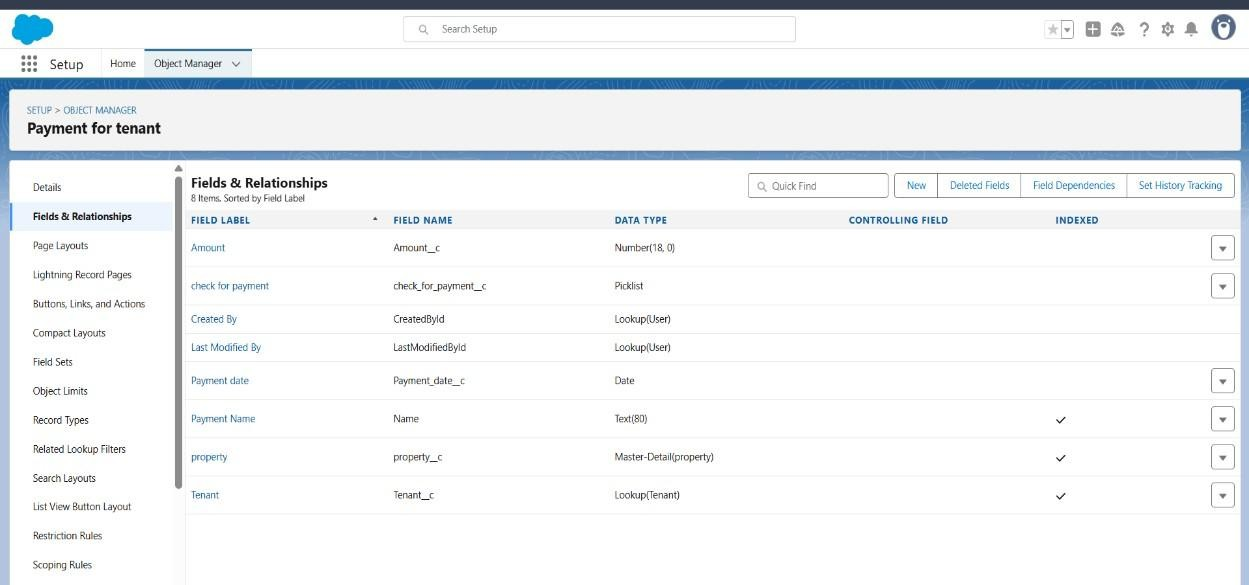 Search Setup
Setup
Home
Object Manager
SETUP > OBJECT MANAGER
Payment for tenant
Details
Fields & Relationships
Page Layouts
Lightning Record Pages
Buttons, Links, and Actions
Compact Layouts
Field Sets
Object Limits
Record Types
Related Lookup Filters
Search Layouts
List View Button Layout
Restriction Rules
Scoping Rules
Fields & Relationships
8 Items, Sorted by Field Label
Quick Find
New
Deleted Fields
Field Dependencies
Set History Tracking
FIELD LABEL FIELD NAME DATA TYPE CONTROLLING FIELD INDEXED
Amount Amount__c Number(18, 0)
check for payment check_for_payment__c Picklist
Created By CreatedById Lookup(User)
Last Modified By LastModifiedById Lookup(User)
Payment date Payment_date__c Date
Payment Name Name Text(80)
property property__c Master-Detail(property)
Tenant Tenant__c Lookup(Tenant)